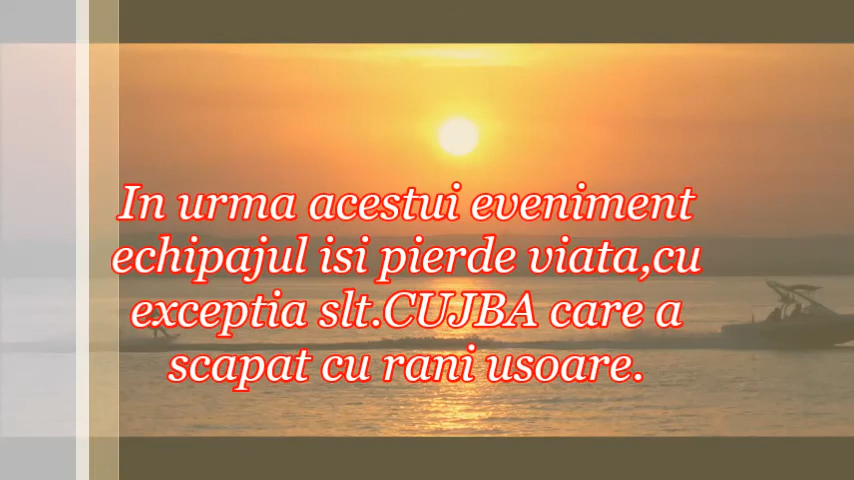 In urma acestui eveniment
echipajul isi pierde viata,cu
exceptia slt.CUJBA care a
scapat cu rani usoare.